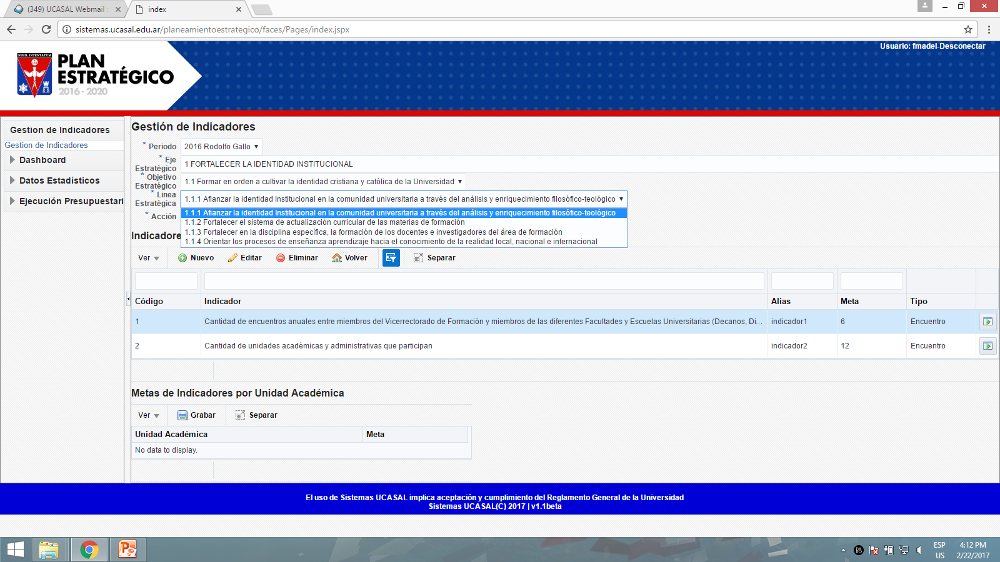 (349) UCASAL Webmail
index
sistemas.ucasal.edu.ar/planeamientoestrategico/faces/Pages/index.jspx
Usuario: fmadel-Desconectar
NIHIL INTENTATUM
PLAN
ESTRATÉGICO
2016 - 2020
Gestion de Indicadores
Gestion de Indicadores
Dashboard
Datos Estadísticos
Ejecución Presupuestari
Gestión de Indicadores
* Periodo 2016 Rodolfo Gallo
* Eje Estratégico 1 FORTALECER LA IDENTIDAD INSTITUCIONAL
* Objetivo Estratégico 1.1 Formar en orden a cultivar la identidad cristiana y católica de la Universidad
* Linea Estratégica 1.1.1 Afianzar la identidad Institucional en la comunidad universitaria a través del análisis y enriquecimiento filosófico-teológico
1.1.1 Afianzar la identidad Institucional en la comunidad universitaria a través del análisis y enriquecimiento filosófico-teológico
1.1.2 Fortalecer el sistema de actualización curricular de las materias de formación
1.1.3 Fortalecer en la disciplina específica, la formación de los docentes e investigadores del área de formación
1.1.4 Orientar los procesos de enseñanza aprendizaje hacia el conocimiento de la realidad local, nacional e internacional
* Acción
Indicadore
Ver Nuevo Editar Eliminar Volver Separar
Código Indicador Alias Meta Tipo
1 Cantidad de encuentros anuales entre miembros del Vicerrectorado de Formación y miembros de las diferentes Facultades y Escuelas Universitarias (Decanos, Di... indicador1 6 Encuentro
2 Cantidad de unidades académicas y administrativas que participan indicador2 12 Encuentro
Metas de Indicadores por Unidad Académica
Ver Grabar Separar
Unidad Académica Meta
No data to display.
El uso de Sistemas UCASAL implica aceptación y cumplimiento del Reglamento General de la Universidad
Sistemas UCASAL(C) 2017 | v1.1beta
ESP 4:12 PM
US 2/22/2017